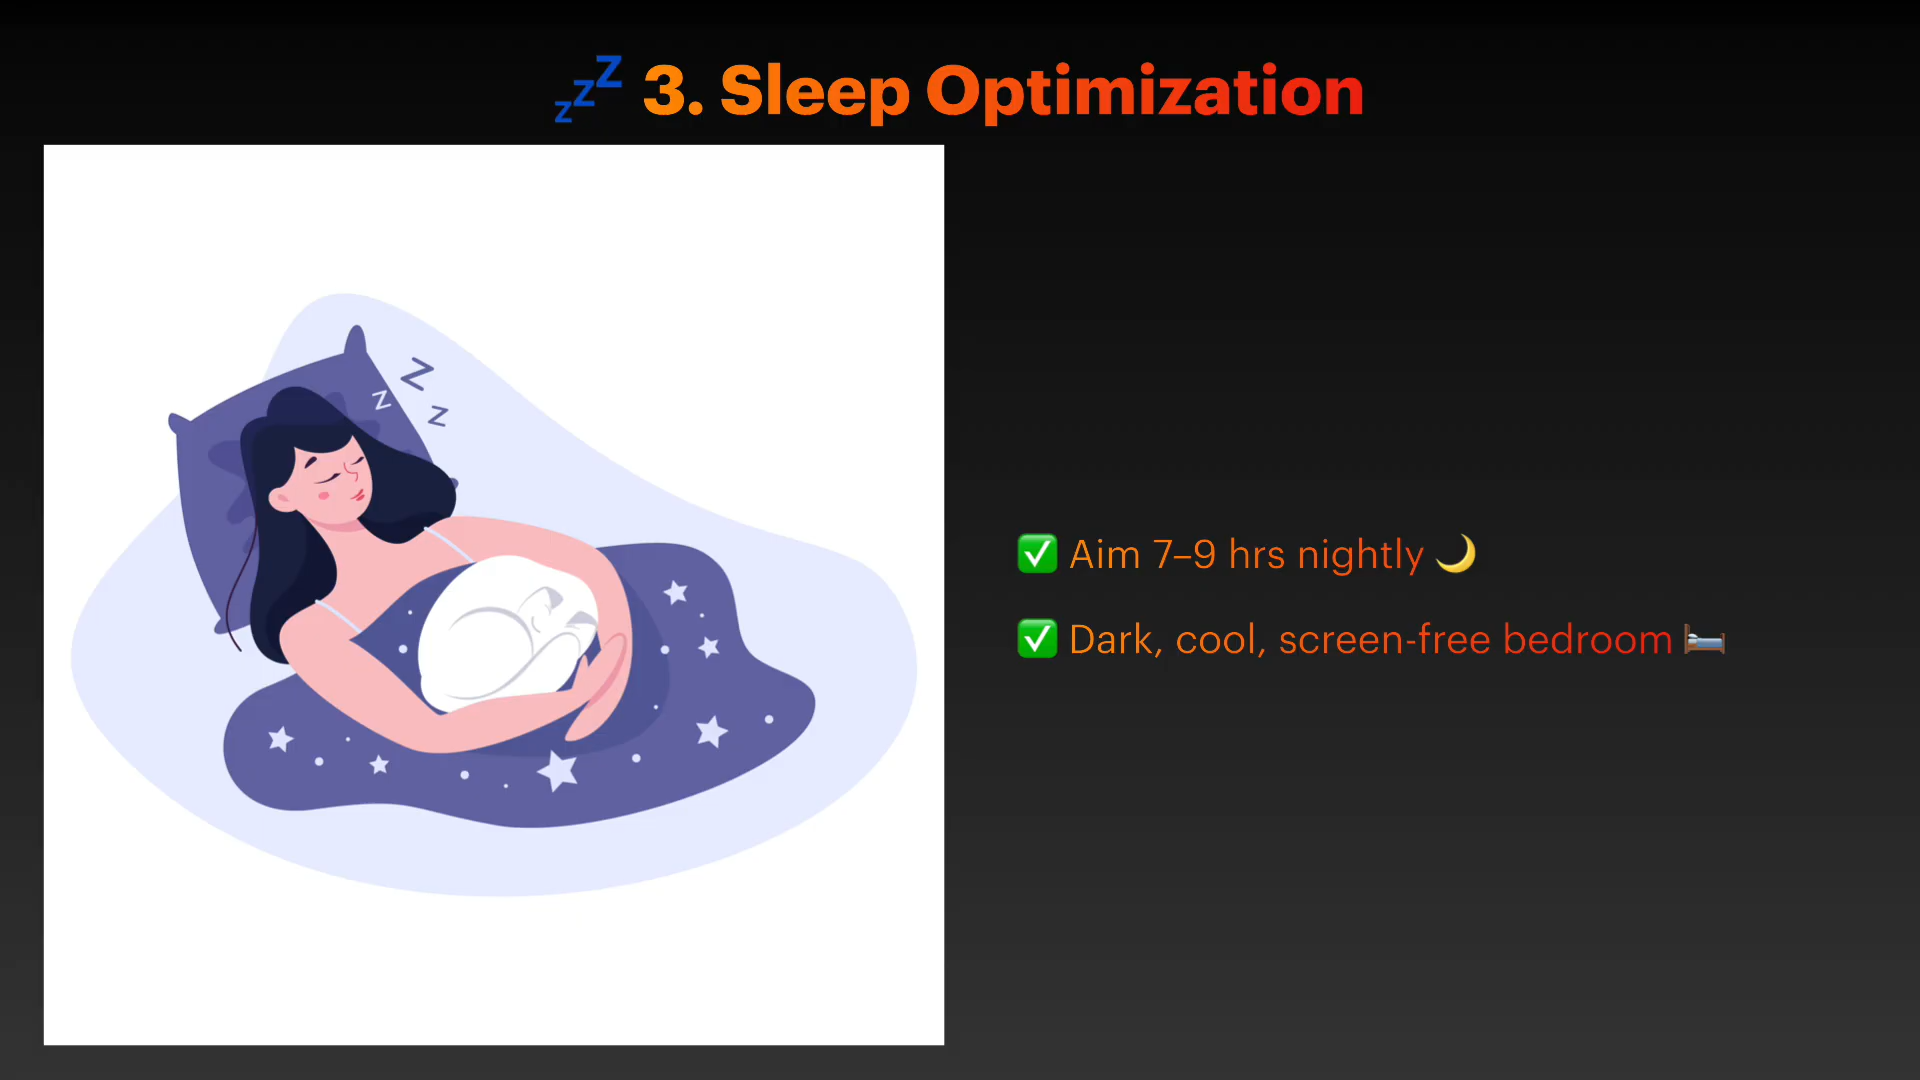 💤 3. Sleep Optimization
z
Z
z
✅ Aim 7–9 hrs nightly 🌙
✅ Dark, cool, screen-free bedroom 🛏️